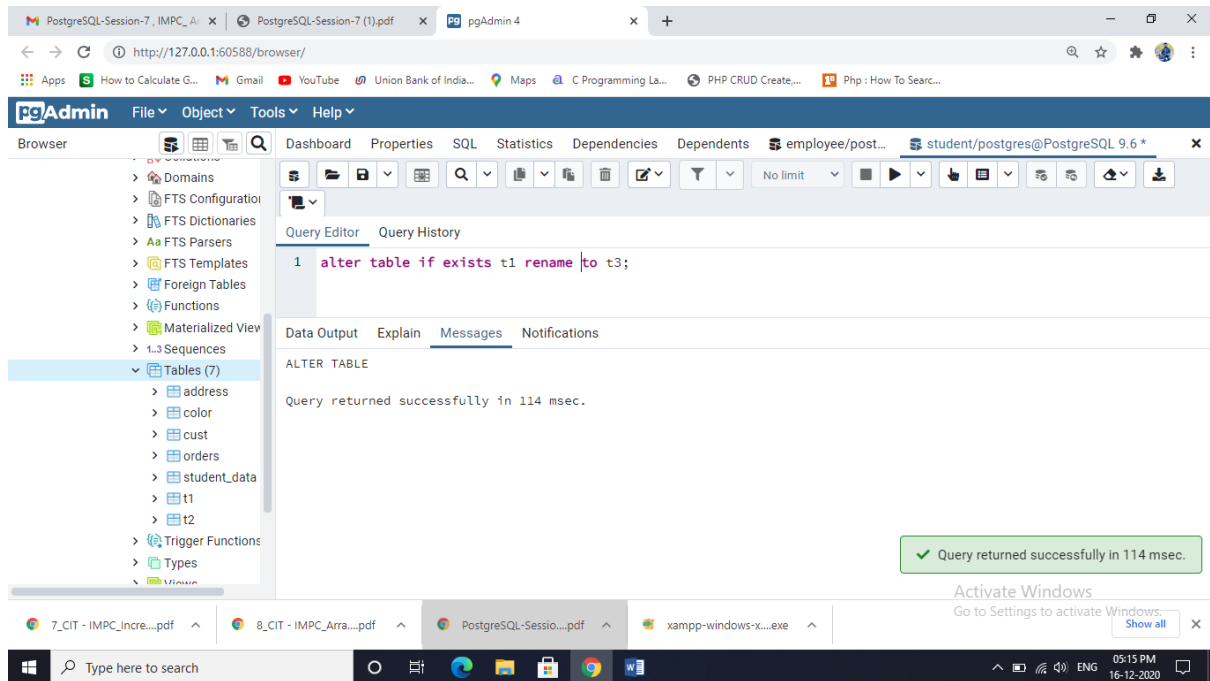 PostgreSQL-Session-7 , IMPC_ Ar
PostgreSQL-Session-7 (1).pdf
pgAdmin 4
http://127.0.0.1:60588/browser/
Apps How to Calculate G... Gmail YouTube Union Bank of India... Maps C Programming La... PHP CRUD Create,... Php : How To Searc...
pgAdmin File Object Tools Help
Browser Dashboard Properties SQL Statistics Dependencies Dependents employee/post... student/postgres@PostgreSQL 9.6 *
Domains
FTS Configuration
FTS Dictionaries
Aa FTS Parsers
FTS Templates
Foreign Tables
Functions
Materialized View
1..3 Sequences
Tables (7)
address
color
cust
orders
student_data
t1
t2
Trigger Functions
Types
Views
No limit
Query Editor Query History
1 alter table if exists t1 rename to t3;
Data Output Explain Messages Notifications
ALTER TABLE
Query returned successfully in 114 msec.
Query returned successfully in 114 msec.
Activate Windows
Go to Settings to activate Windows.
7_CIT - IMPC_Incre....pdf 8_CIT - IMPC_Arra....pdf PostgreSQL-Sessio....pdf xampp-windows-x....exe Show all
Type here to search ENG 05:15 PM
16-12-2020